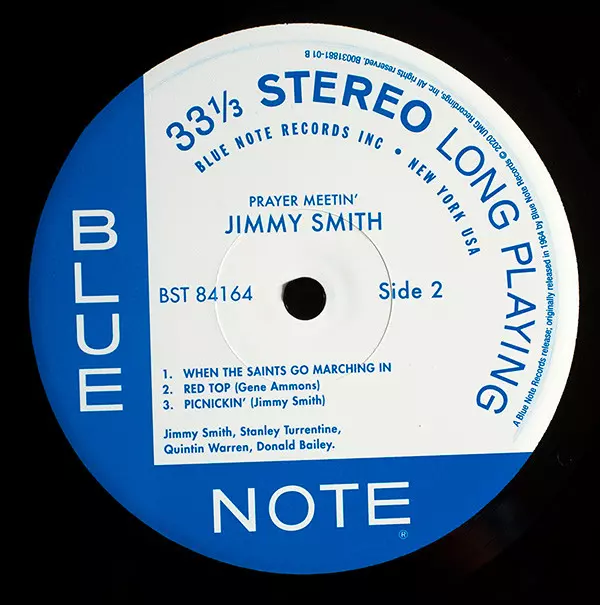 33 1/3 STEREO LONG PLAYING
BLUE NOTE RECORDS INC • NEW YORK USA
A Blue Note Records release; originally released in 1964 by Blue Note Records ℗ 2020 UMG Recordings, Inc. All rights reserved. B0031881-01 B
PRAYER MEETIN'
JIMMY SMITH
BST 84164
Side 2
1. WHEN THE SAINTS GO MARCHING IN
2. RED TOP (Gene Ammons)
3. PICNICKIN' (Jimmy Smith)
Jimmy Smith, Stanley Turrentine,
Quintin Warren, Donald Bailey.
BLUE
NOTE®